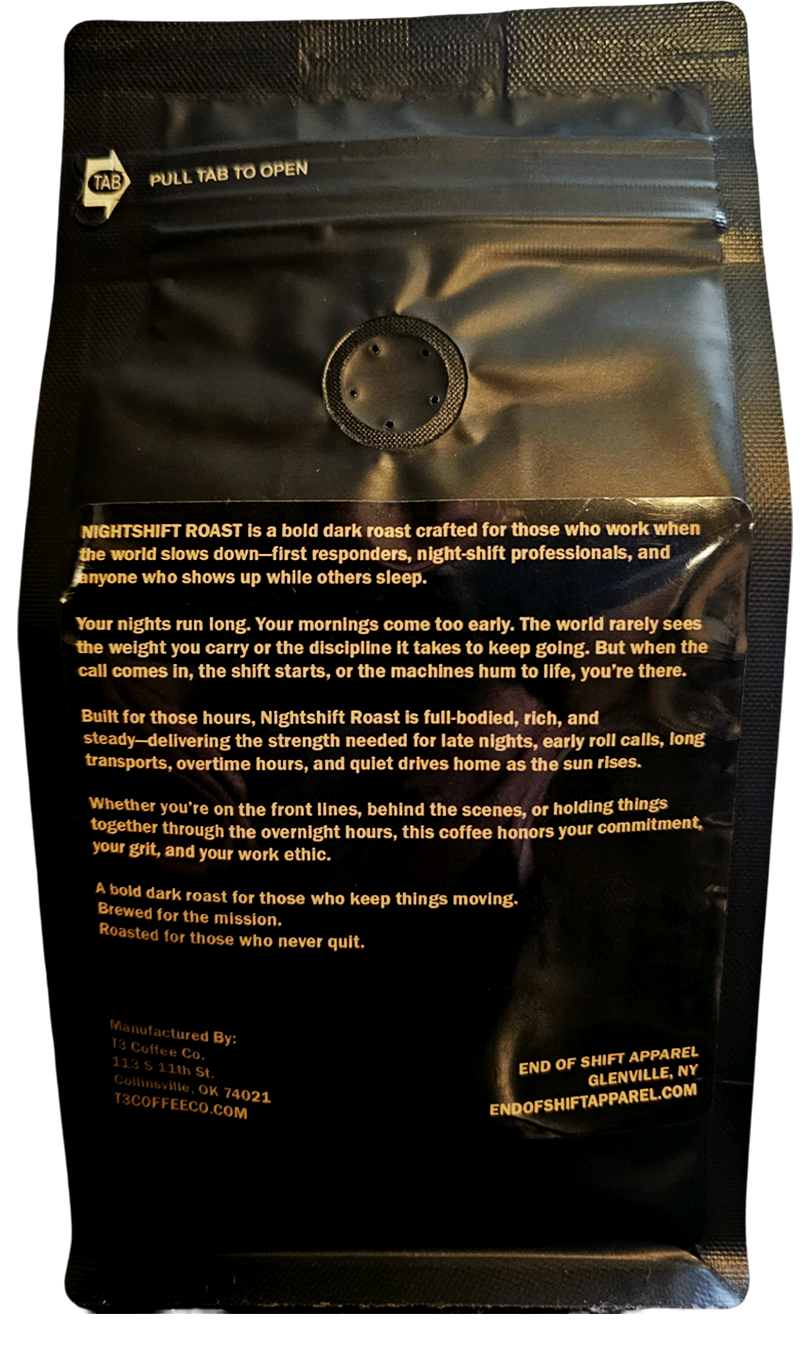 TAB
PULL TAB TO OPEN
NIGHTSHIFT ROAST is a bold dark roast crafted for those who work when
the world slows down—first responders, night-shift professionals, and
anyone who shows up while others sleep.
Your nights run long. Your mornings come too early. The world rarely sees
the weight you carry or the discipline it takes to keep going. But when the
call comes in, the shift starts, or the machines hum to life, you're there.
Built for those hours, Nightshift Roast is full-bodied, rich, and
steady—delivering the strength needed for late nights, early roll calls, long
transports, overtime hours, and quiet drives home as the sun rises.
Whether you're on the front lines, behind the scenes, or holding things
together through the overnight hours, this coffee honors your commitment,
your grit, and your work ethic.
A bold dark roast for those who keep things moving.
Brewed for the mission.
Roasted for those who never quit.
Manufactured By:
T3 Coffee Co.
113 S 11th St.
Collinsville, OK 74021
T3COFFEECO.COM
END OF SHIFT APPAREL
GLENVILLE, NY
ENDOFSHIFTAPPAREL.COM